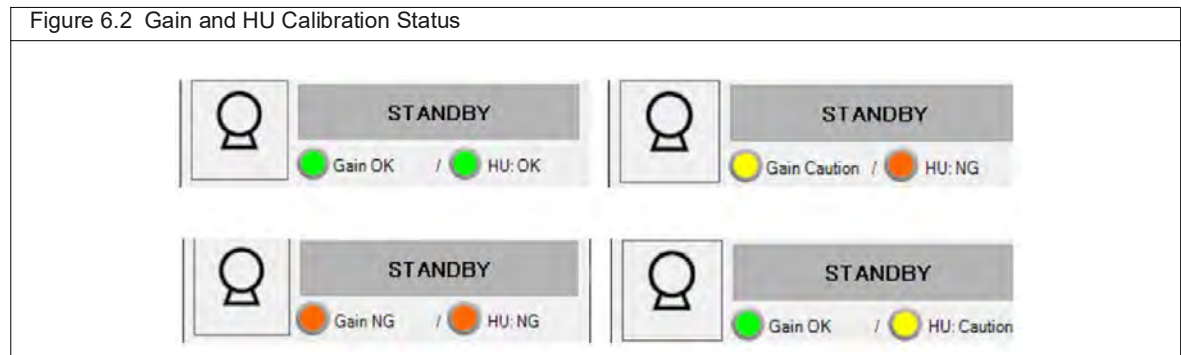 Figure 6.2 Gain and HU Calibration Status
STANDBY
Gain OK / HU: OK
STANDBY
Gain Caution / HU: NG
STANDBY
Gain NG / HU: NG
STANDBY
Gain OK / HU: Caution